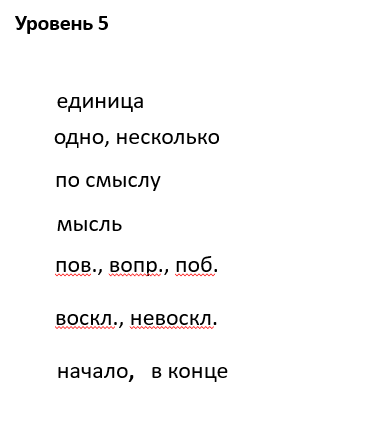 Уровень 5
единица
одно, несколько
по смыслу
мысль
пов., вопр., поб.
воскл., невоскл.
начало, в конце